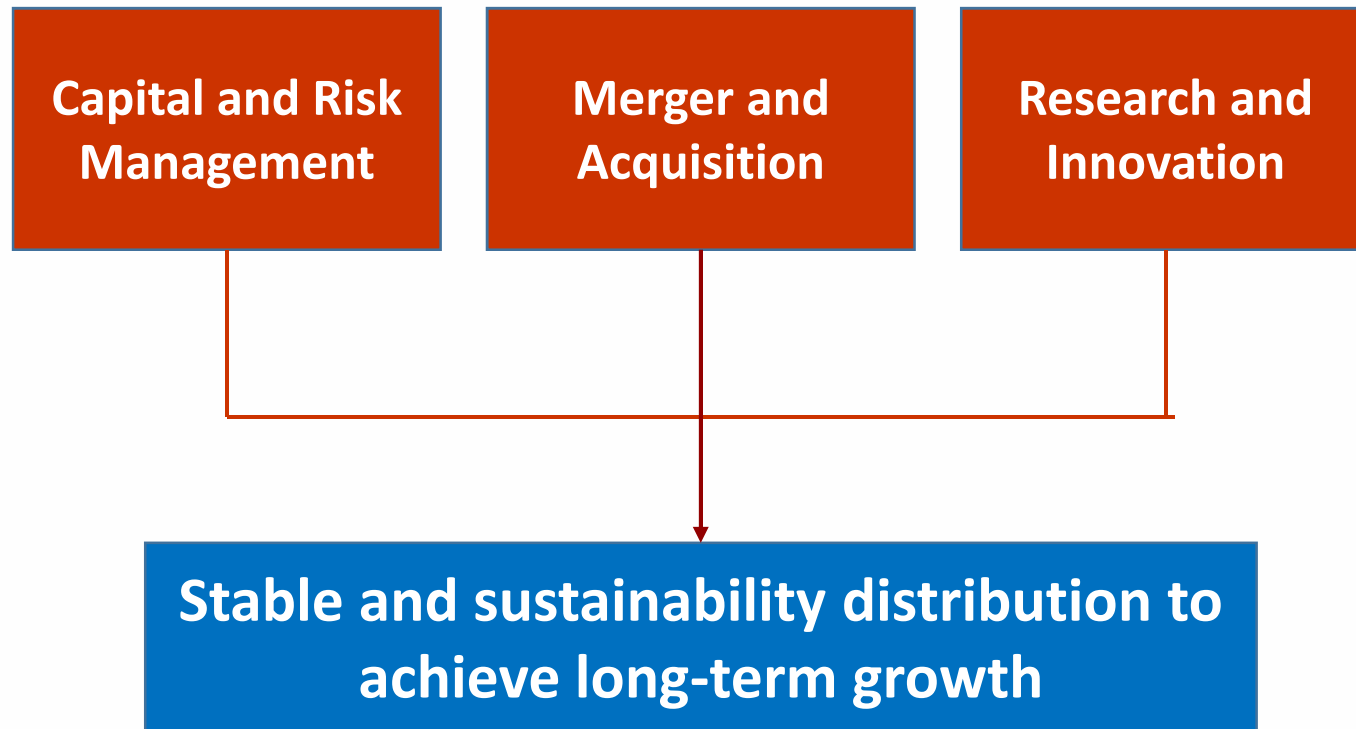 Capital and Risk
Management
Merger and
Acquisition
Research and
Innovation
Stable and sustainability distribution to
achieve long-term growth